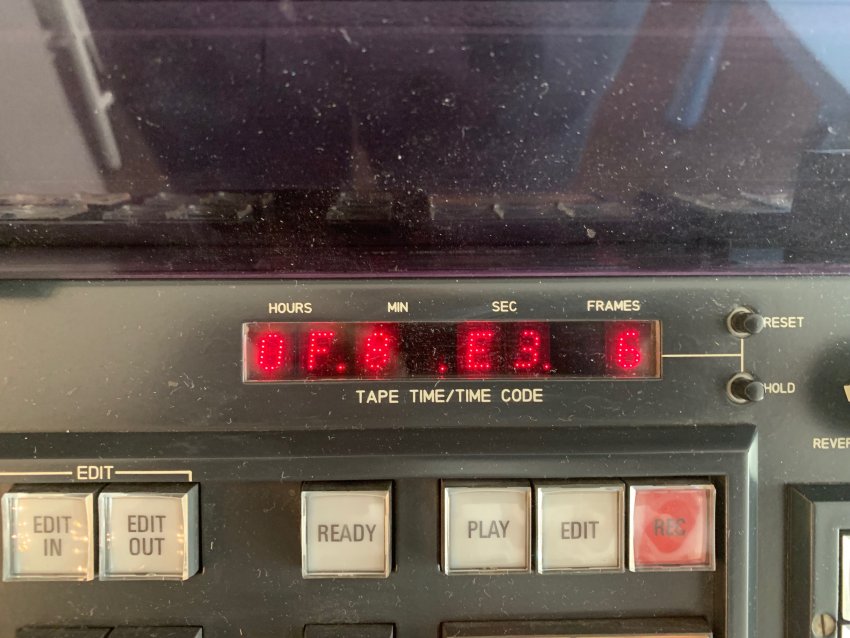 HOURS MIN SEC FRAMES
0F. .E3 6
RESET
TAPE TIME/TIME CODE
HOLD
EDIT
EDIT IN
EDIT OUT
READY
PLAY
EDIT
REC